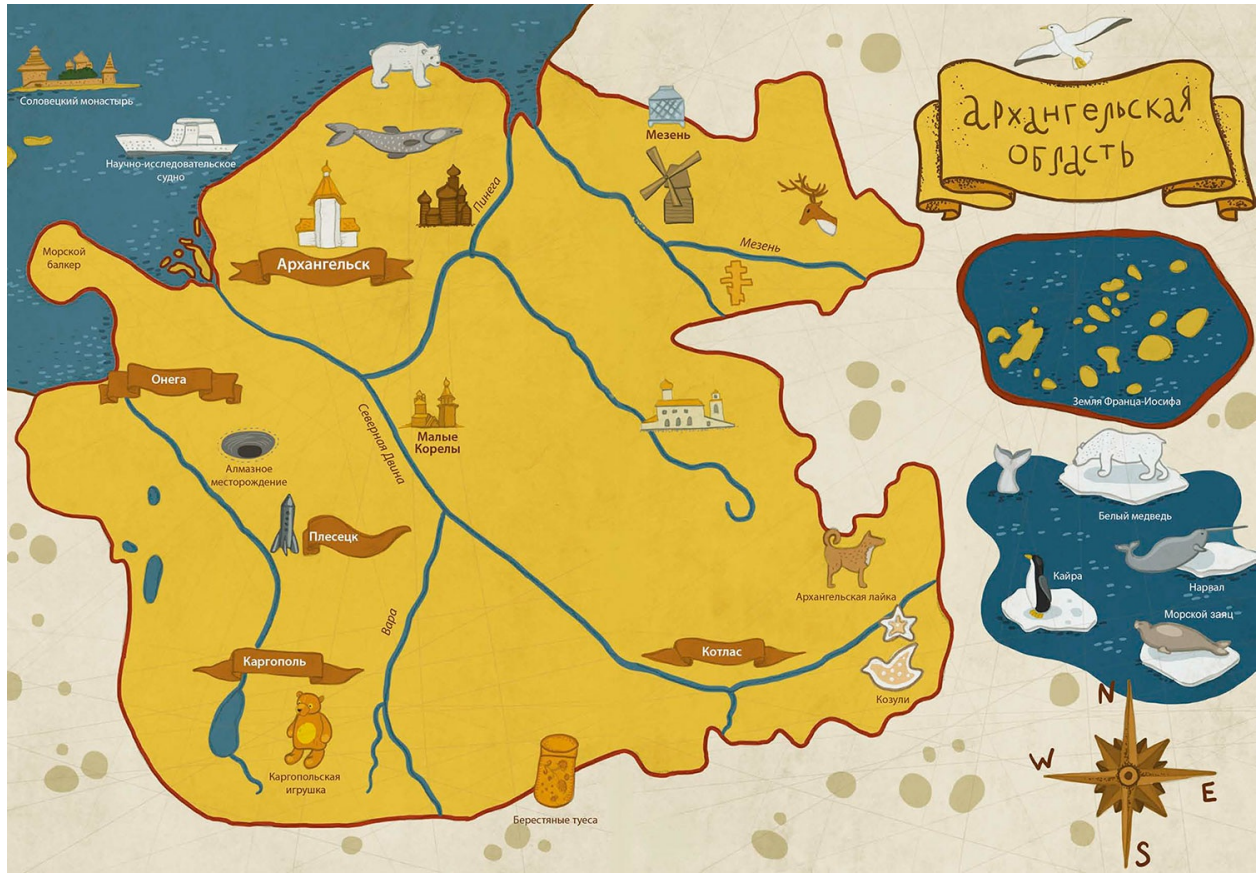 Архангельская
область
Соловецкий монастырь
Научно-исследовательское
судно
Мезень
Пинега
Морской
балкер
Архангельск
Мезень
Земля Франца-Иосифа
Онега
Северная Двина
Малые
Корелы
Алмазное
месторождение
Белый медведь
Плесецк
Кайра
Нарвал
Архангельская лайка
Морской заяц
Вара
Котлас
Каргополь
Козули
N
Каргопольская
игрушка
W
E
Берестяные туеса
S